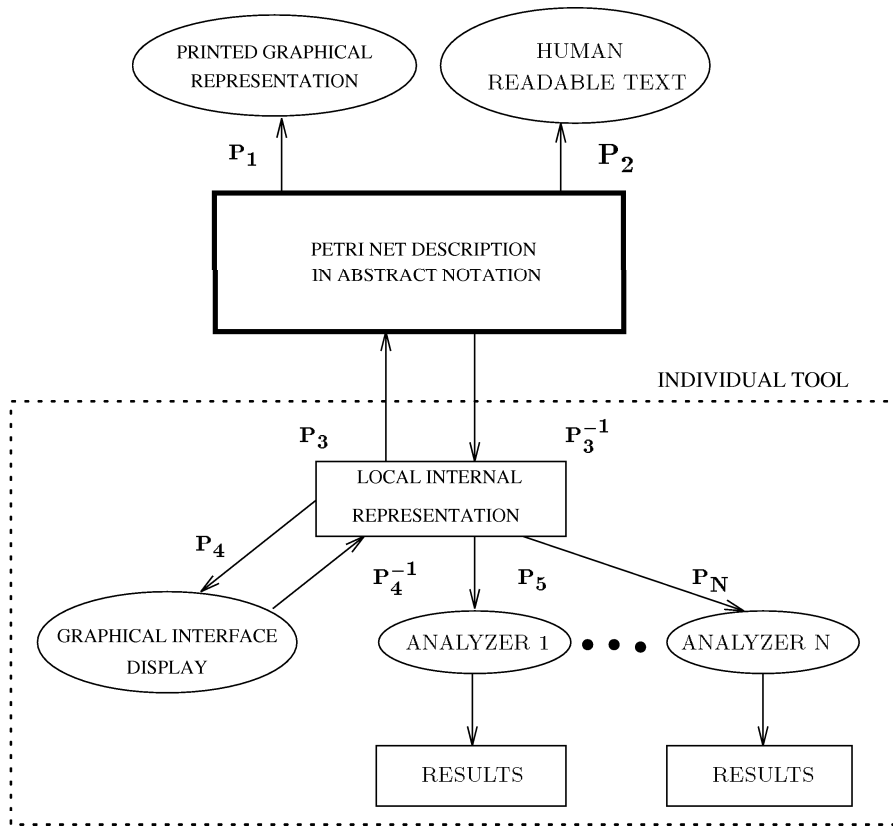 PRINTED GRAPHICAL
REPRESENTATION
HUMAN
READABLE TEXT
P₁
P₂
PETRI NET DESCRIPTION
IN ABSTRACT NOTATION
INDIVIDUAL TOOL
P₃
P₃⁻¹
LOCAL INTERNAL
REPRESENTATION
P₄
P₄⁻¹
P₅
P_N
GRAPHICAL INTERFACE
DISPLAY
ANALYZER 1
ANALYZER N
RESULTS
RESULTS